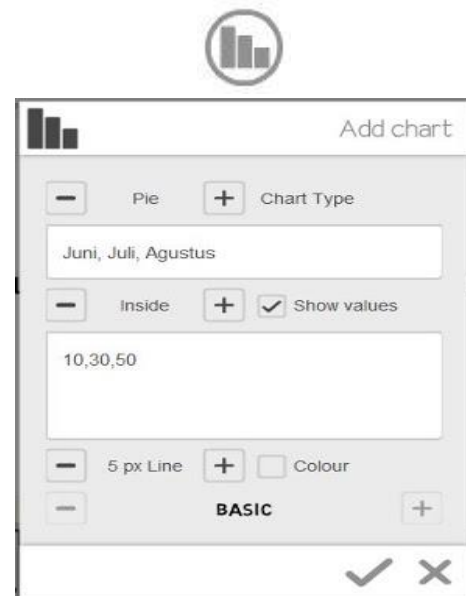 Add chart
Pie Chart Type
Juni, Juli, Agustus
Inside Show values
10,30,50
5 px Line Colour
BASIC